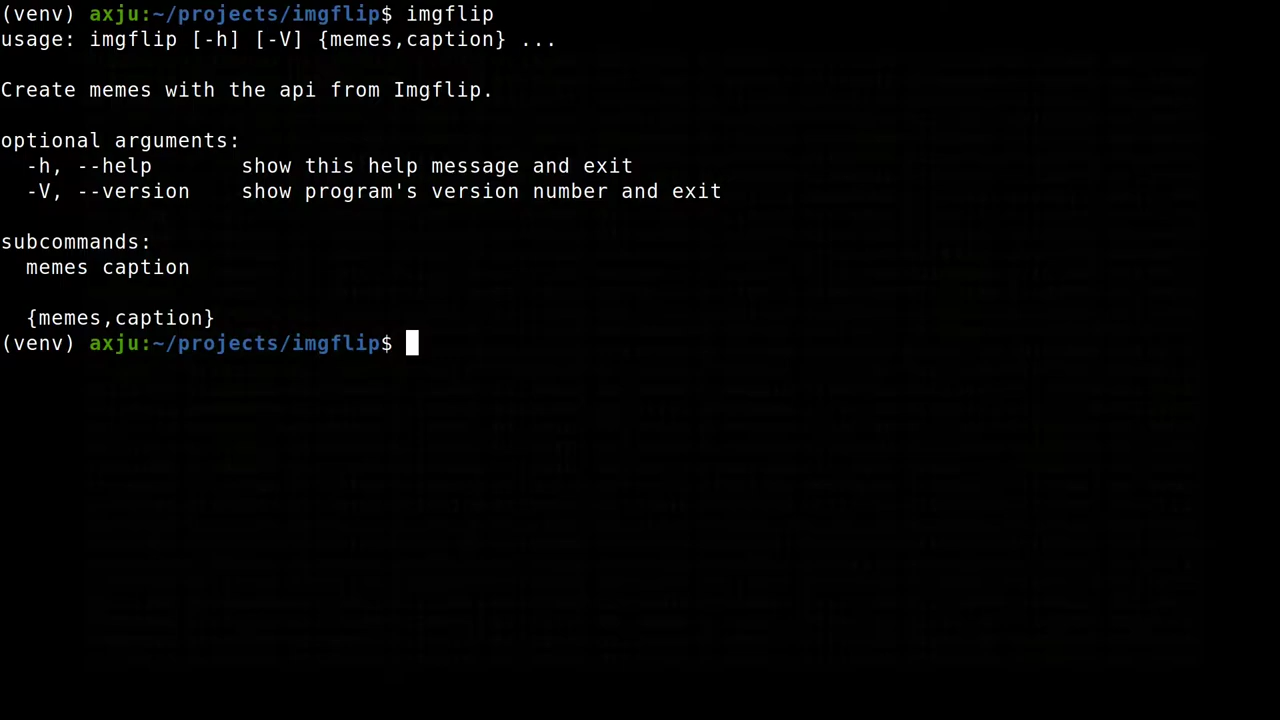 (venv) axju:~/projects/imgflip$ imgflip
usage: imgflip [-h] [-V] {memes,caption} ...
Create memes with the api from Imgflip.
optional arguments:
  -h, --help       show this help message and exit
  -V, --version    show program's version number and exit
subcommands:
  memes caption
  {memes,caption}
(venv) axju:~/projects/imgflip$